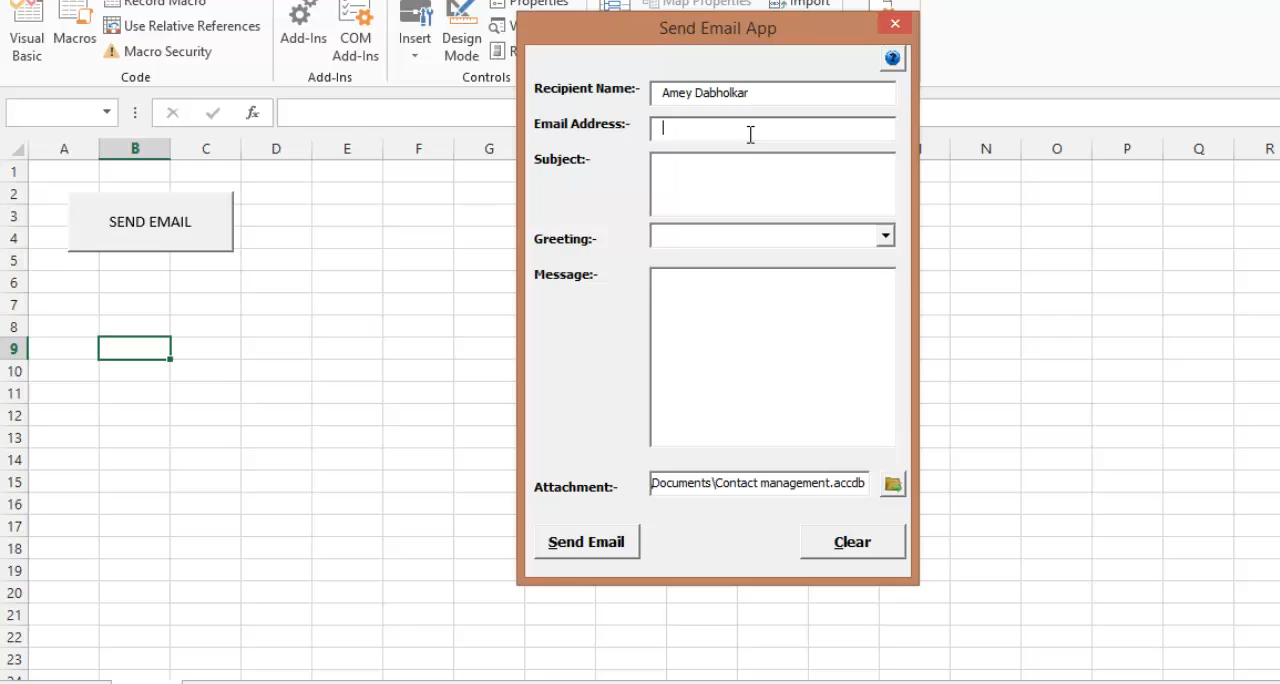 Record Macro
Properties
Map Properties
Import
Use Relative References
Visual Basic
Macros
Macro Security
Add-Ins
COM Add-Ins
Insert
Design Mode
Code
Add-Ins
Controls
fx
A B C D E F G N O P Q R
1
2
3
4
5
6
7
8
9
10
11
12
13
14
15
16
17
18
19
20
21
22
23
SEND EMAIL
Send Email App
Recipient Name:- Amey Dabholkar
Email Address:-
Subject:-
Greeting:-
Message:-
Attachment:- Documents\Contact management.accdb
Send Email
Clear